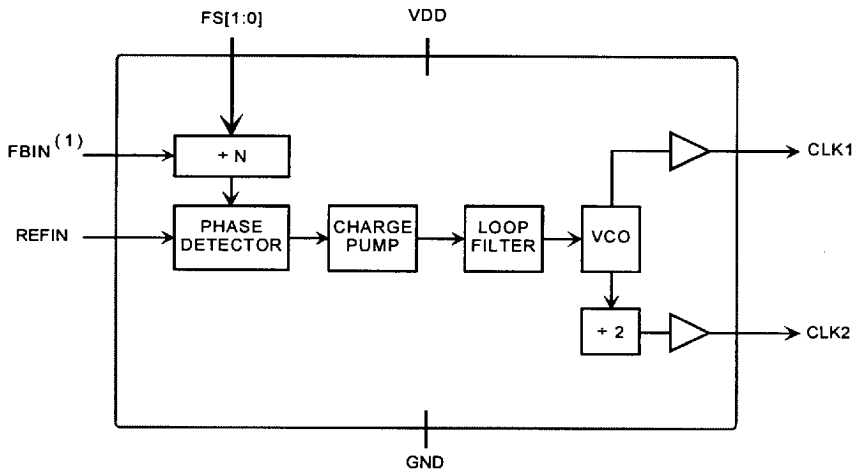 FS[1:0]
VDD
FBIN(1)
÷ N
CLK1
REFIN
PHASE
DETECTOR
CHARGE
PUMP
LOOP
FILTER
VCO
÷ 2
CLK2
GND